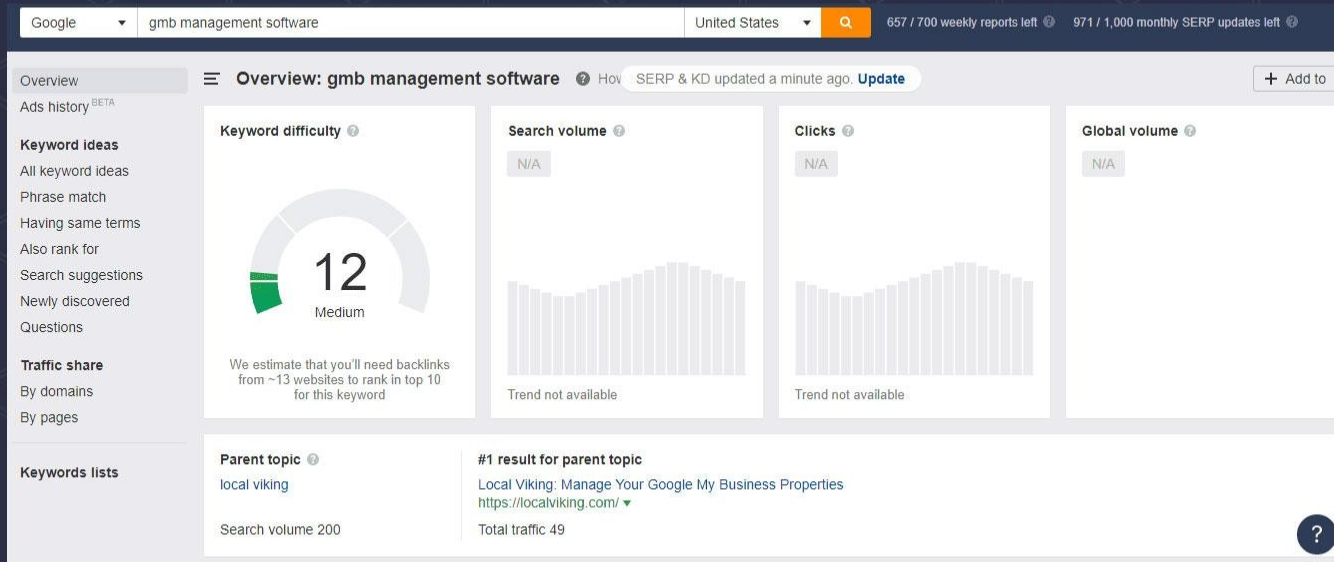 Google
gmb management software
United States
657 / 700 weekly reports left
971 / 1,000 monthly SERP updates left
Overview
Ads history BETA
Keyword ideas
All keyword ideas
Phrase match
Having same terms
Also rank for
Search suggestions
Newly discovered
Questions
Traffic share
By domains
By pages
Keywords lists
Overview: gmb management software
SERP & KD updated a minute ago. Update
+ Add to
Keyword difficulty
12
Medium
We estimate that you'll need backlinks
from ~13 websites to rank in top 10
for this keyword
Search volume
N/A
Trend not available
Clicks
N/A
Trend not available
Global volume
N/A
Parent topic
local viking
Search volume 200
#1 result for parent topic
Local Viking: Manage Your Google My Business Properties
https://localviking.com/
Total traffic 49
?